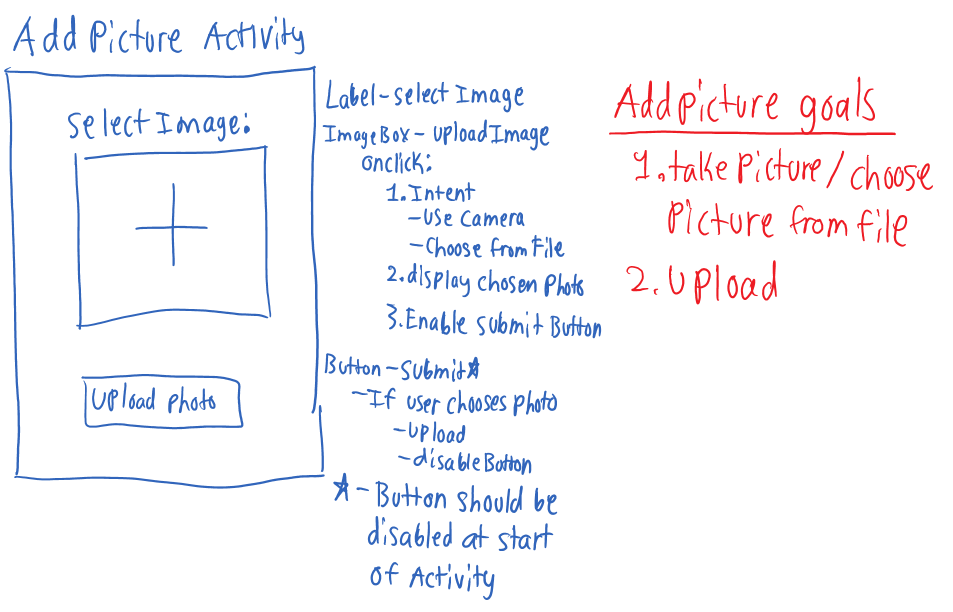 Add Picture Activity
Select Image:
Upload Photo
Label - Select Image
ImageBox - Upload Image
onclick:
1. Intent
- Use Camera
- Choose from File
2. display chosen Photo
3. Enable Submit Button
Button - Submit ★
- If user chooses photo
- Upload
- disable Button
★ - Button should be
disabled at start
of Activity
Add picture goals
1. take Picture / choose
Picture from file
2. Upload